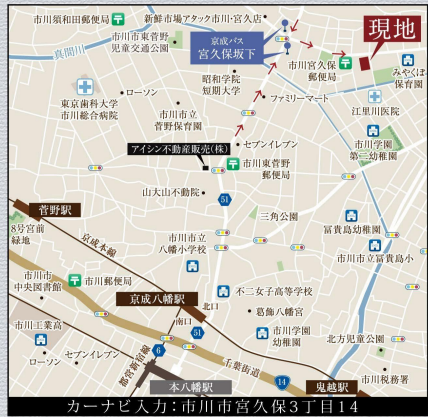 市川須和田郵便局
新鮮市場アタック市川・宮久店
現地
真間川
市川市東菅野
児童交通公園
京成バス
宮久保坂下
市川宮久保
郵便局
みやくぼ
保育園
昭和学院
短期大学
ローソン
ファミリーマート
江里川医院
東京歯科大学
市川総合病院
市川市立
菅野保育園
市川学園
第二幼稚園
セブンイレブン
アイシン不動産販売(株)
市川東菅野
郵便局
山大山不動院
51
菅野駅
三角公園
冨貴島幼稚園
8号宮前
緑地
京成本線
市川市立
八幡小学校
市川市立冨貴島小
市川市
中央図書館
市川郵便局
京成八幡駅
北口
不二女子高等学校
葛飾八幡宮
南口
市川工業高
51
市川学園
幼稚園
北方児童公園
6
千葉街道
ローソン
セブンイレブン
都営新宿線
本八幡駅
14
鬼越駅
市川税務署
カーナビ入力:市川市宮久保3丁目14